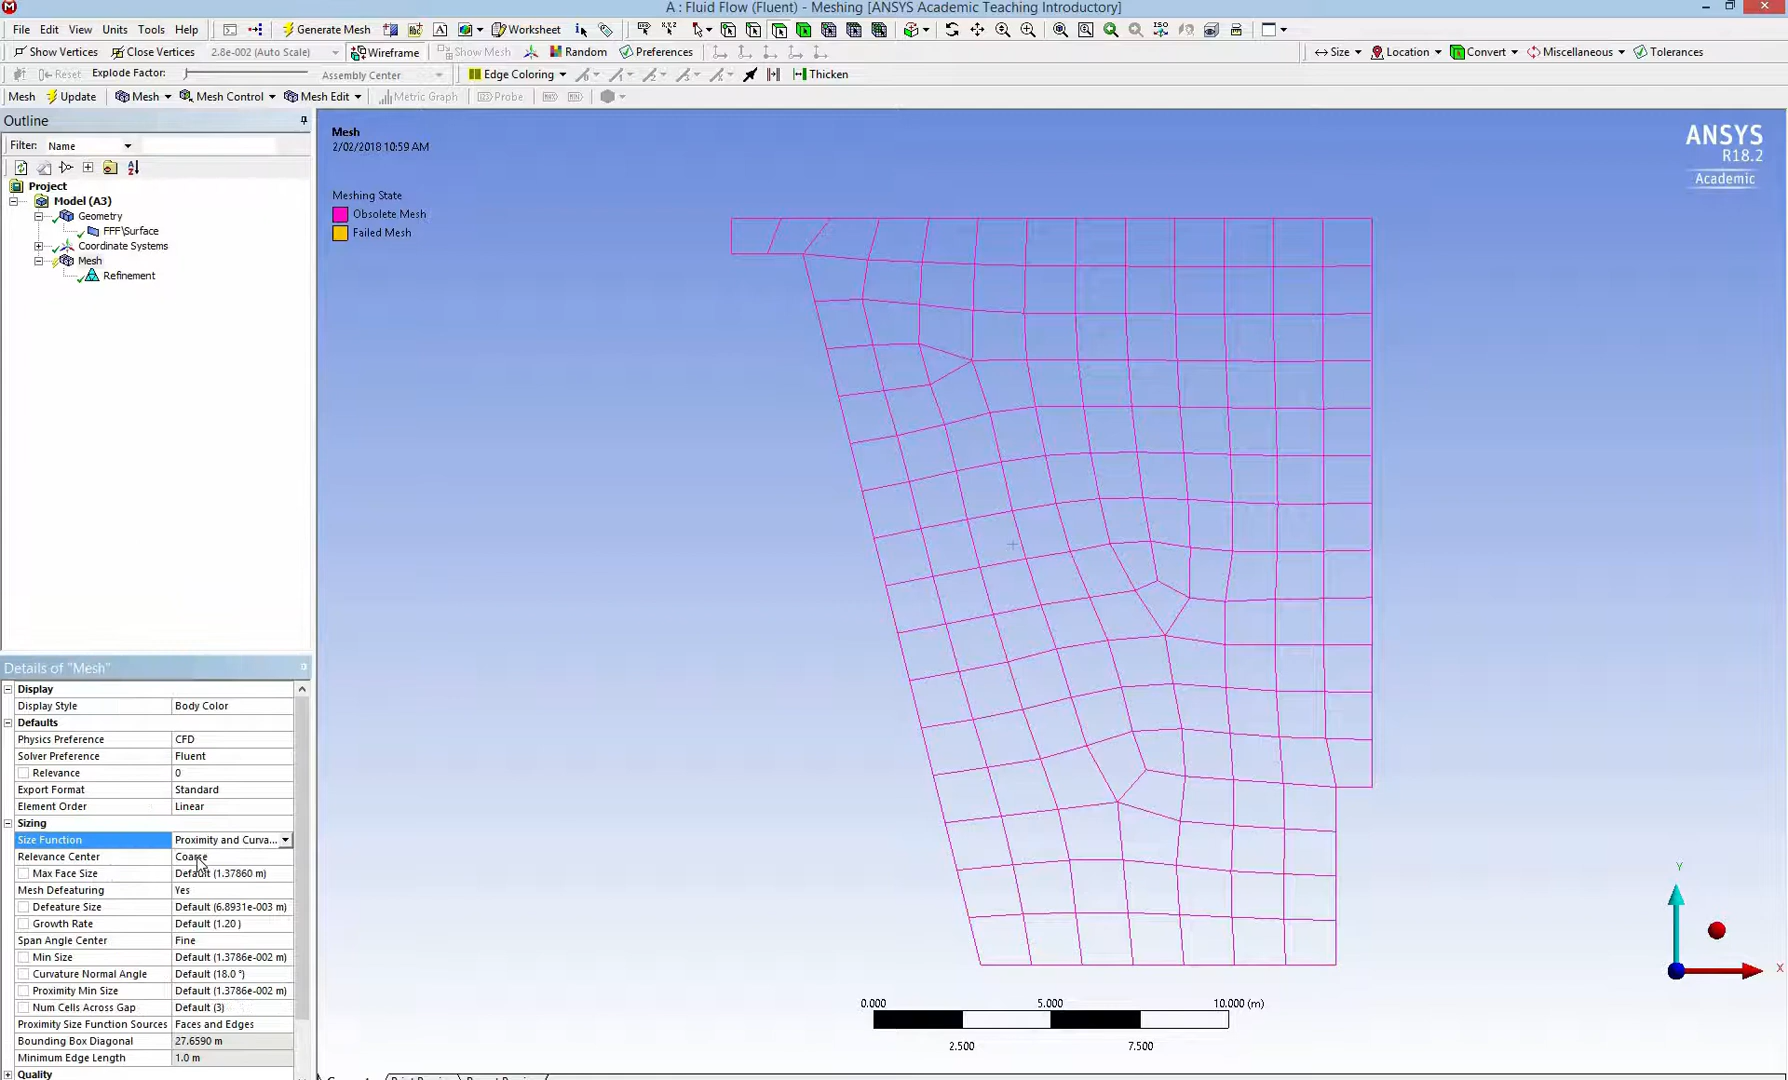 A : Fluid Flow (Fluent) - Meshing [ANSYS Academic Teaching Introductory]
File Edit View Units Tools Help Generate Mesh Worksheet
Show Vertices Close Vertices 2.8e-002 (Auto Scale) Wireframe Show Mesh Random Preferences Size Location Convert Miscellaneous Tolerances
Reset Explode Factor: Assembly Center Edge Coloring Thicken
Mesh Update Mesh Mesh Control Mesh Edit Metric Graph Probe
Outline
Filter: Name
Project
Model (A3)
Geometry
FFF\Surface
Coordinate Systems
Mesh
Refinement
Details of "Mesh"
Display
Display Style Body Color
Defaults
Physics Preference CFD
Solver Preference Fluent
Relevance 0
Export Format Standard
Element Order Linear
Sizing
Size Function Proximity and Curva...
Relevance Center Coarse
Max Face Size Default (1.37860 m)
Mesh Defeaturing Yes
Defeature Size Default (6.8931e-003 m)
Growth Rate Default (1.20 )
Span Angle Center Fine
Min Size Default (1.3786e-002 m)
Curvature Normal Angle Default (18.0 °)
Proximity Min Size Default (1.3786e-002 m)
Num Cells Across Gap Default (3)
Proximity Size Function Sources Faces and Edges
Bounding Box Diagonal 27.6590 m
Minimum Edge Length 1.0 m
Quality
Mesh
2/02/2018 10:59 AM
Meshing State
Obsolete Mesh
Failed Mesh
ANSYS
R18.2
Academic
0.000 5.000 10.000 (m)
2.500 7.500
Y
X